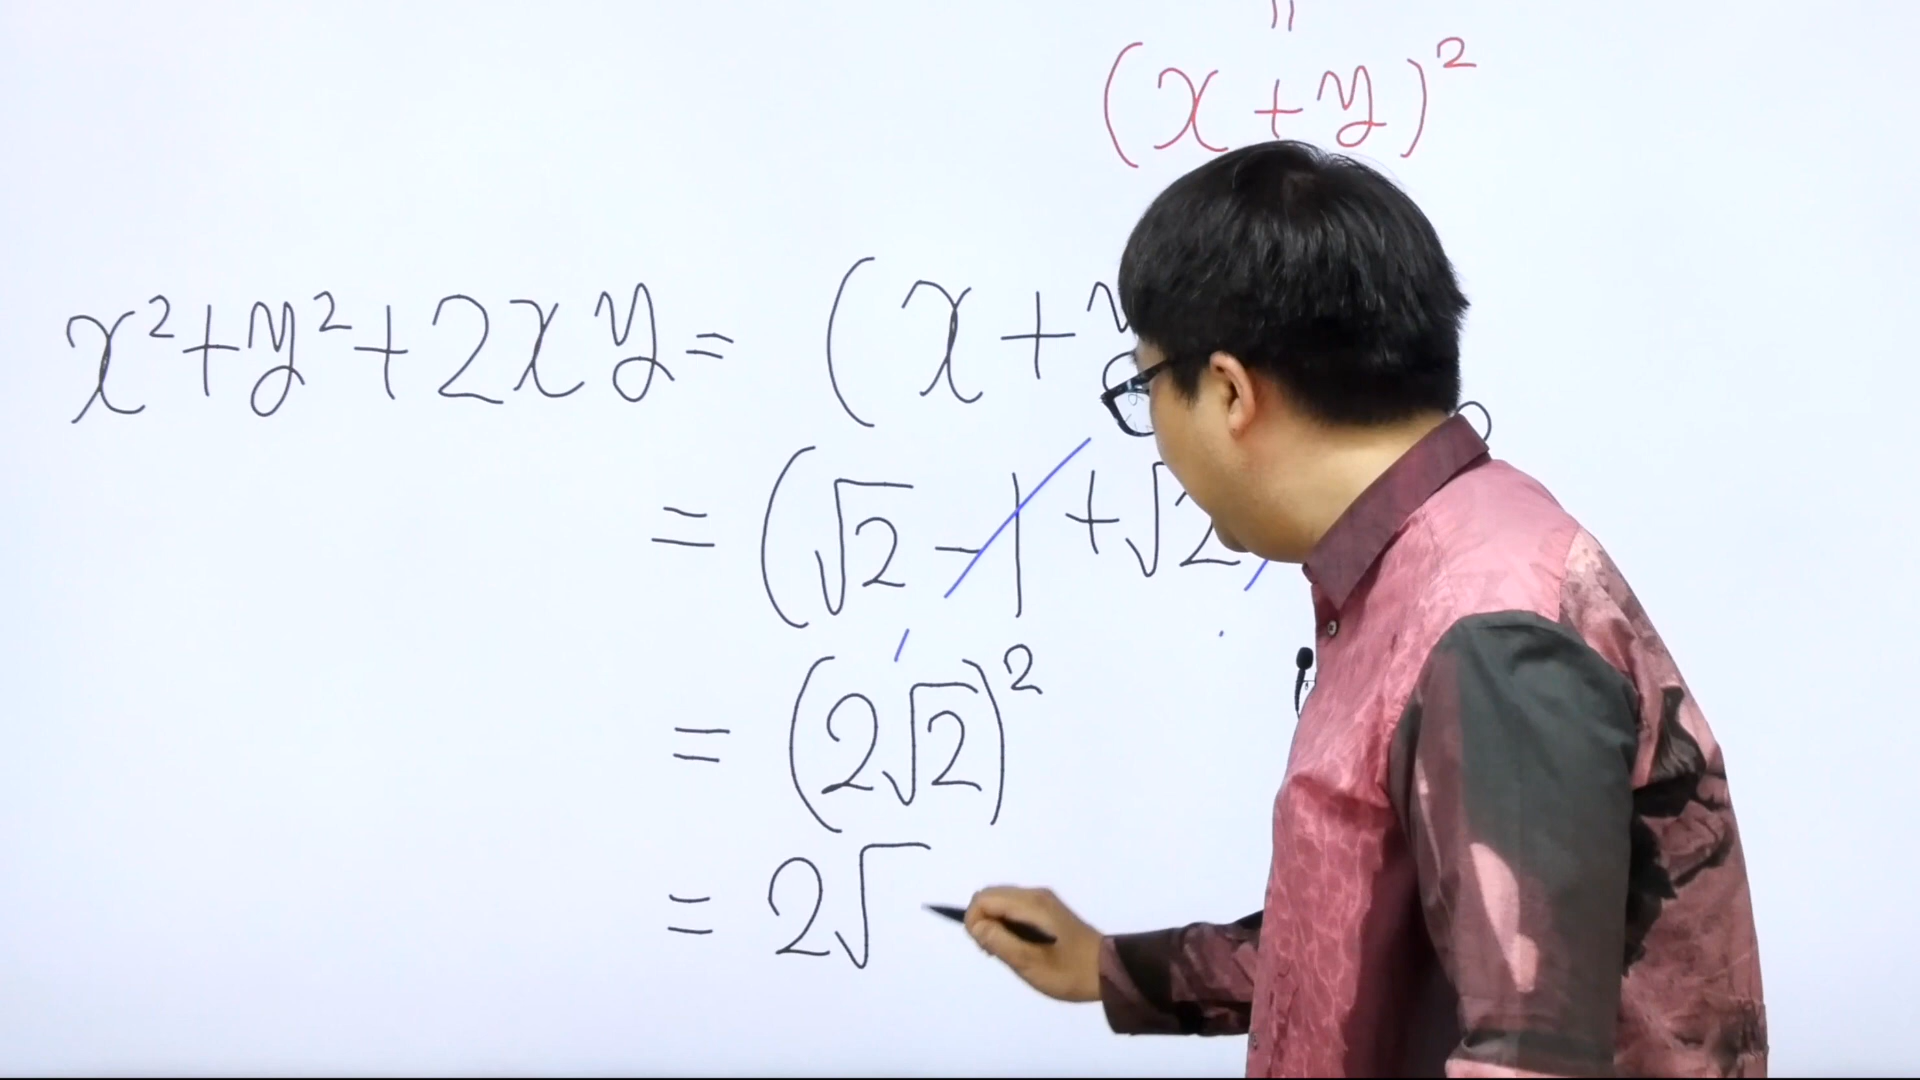 (x+y)²
x²+y²+2xy= (x+y
= (√2-1+√2
= (2√2)²
= 2√